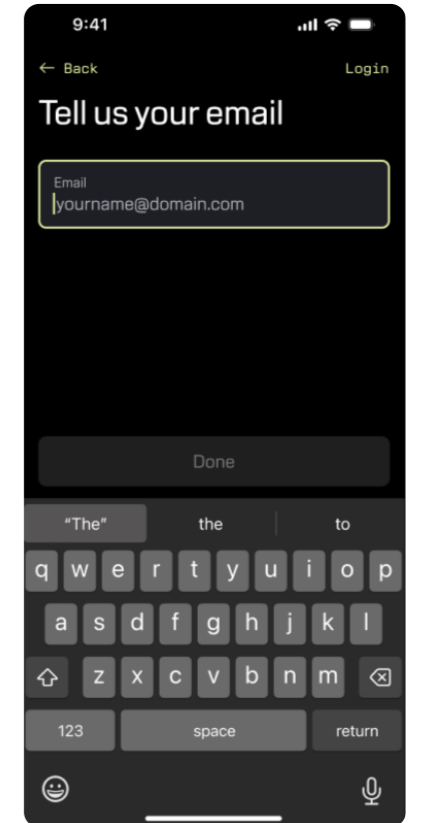 9:41
← Back Login
Tell us your email
Email
yourname@domain.com
Done
“The” the to
q w e r t y u i o p
a s d f g h j k l
z x c v b n m
123 space return